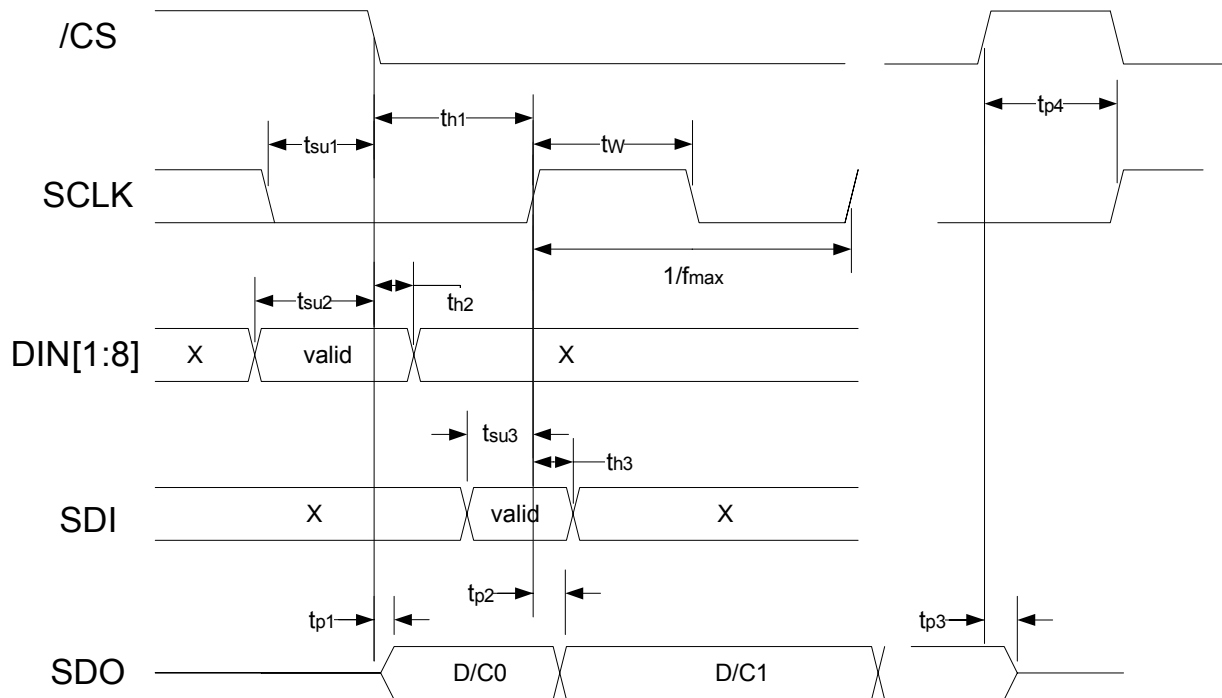 /CS
th1
tp4
tsu1
tW
SCLK
1/fmax
tsu2
th2
DIN[1:8]
X
valid
X
tsu3
th3
SDI
X
valid
X
tp2
tp1
tp3
SDO
D/C0
D/C1